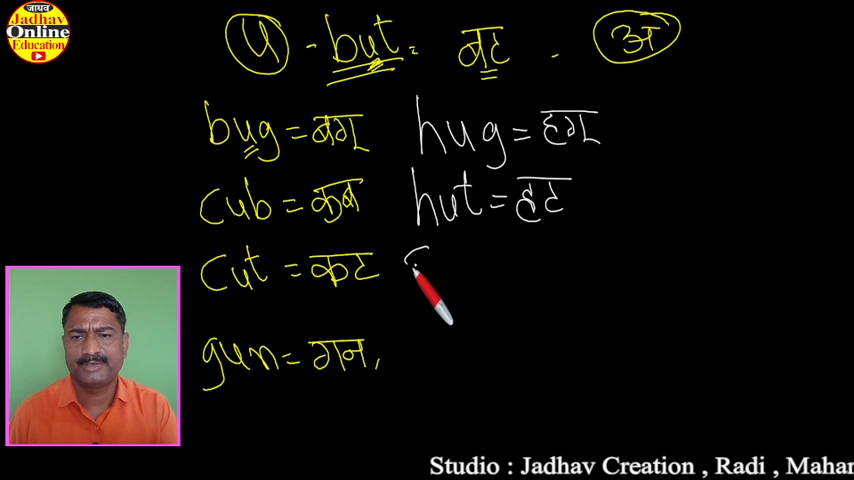 जाधव
Jadhav
Online
Education
u - but = बट - अ
bug = बग
hug = हग
cub = कब
hut = हट
cut = कट
gun = गन,
Studio : Jadhav Creation , Radi , Mahar